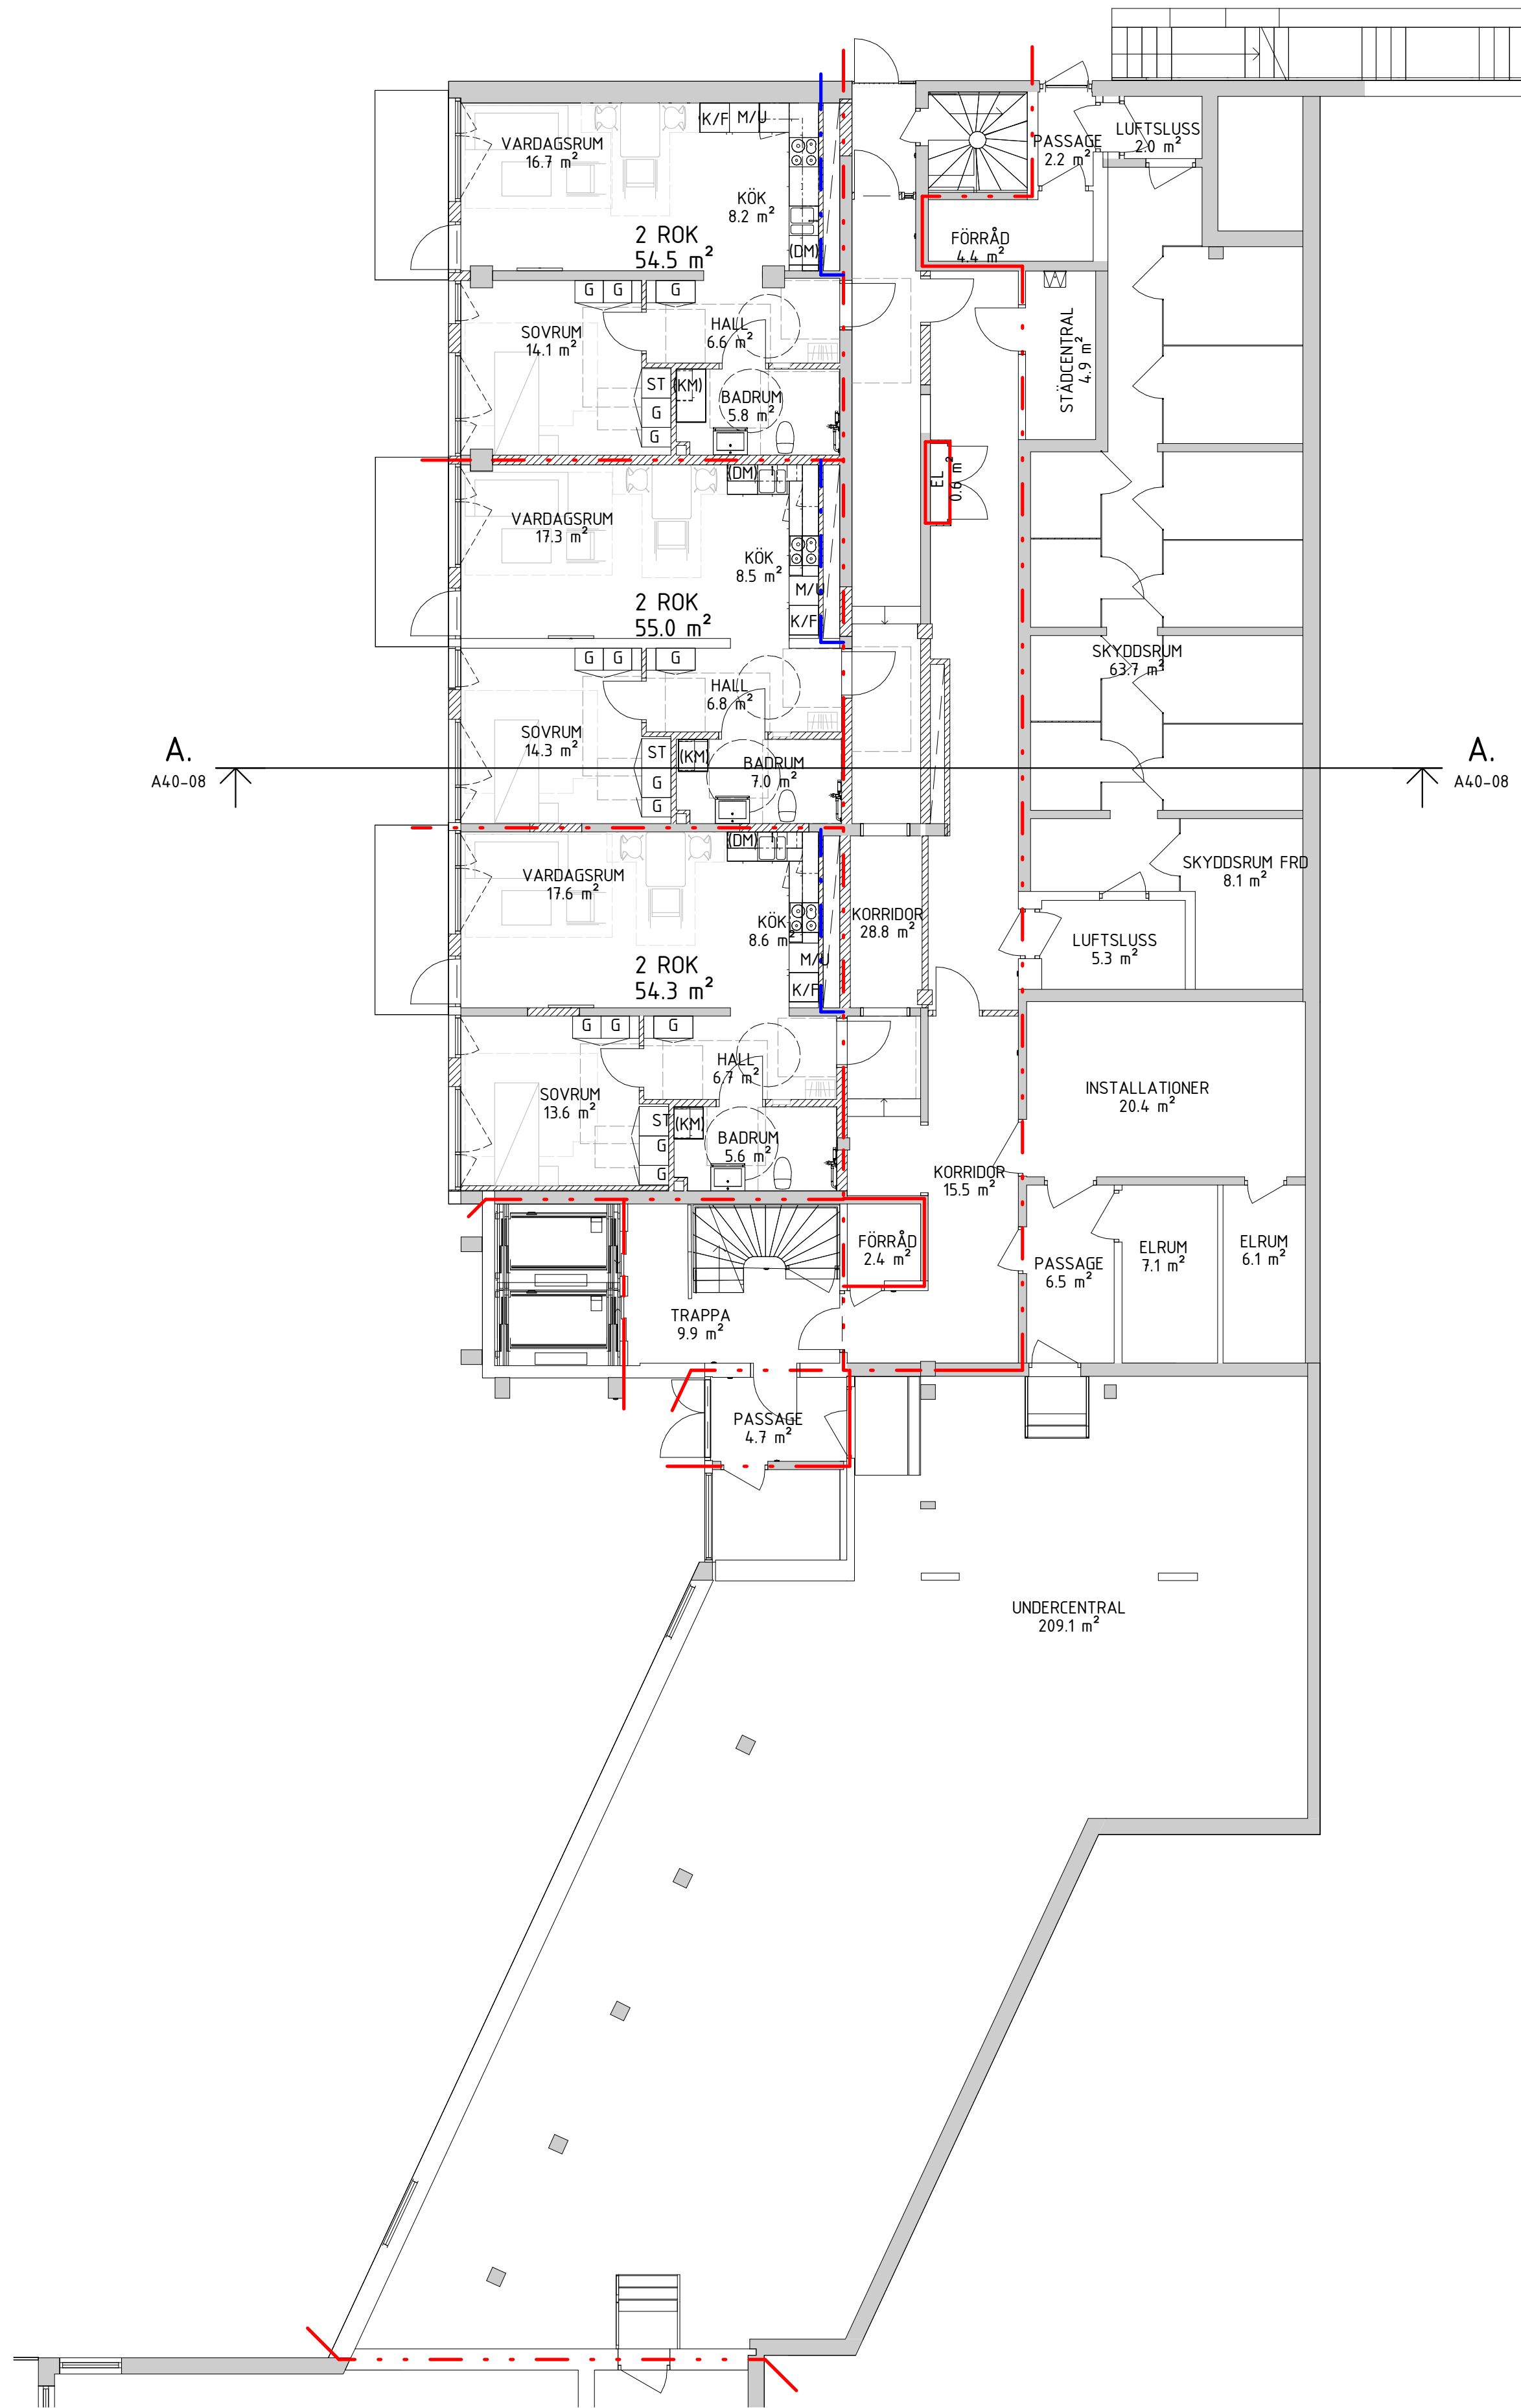 LUFTSLUSS
2.0 m²
PASSAGE
2.2 m²
K/F
M/U
VARDAGSRUM
16.7 m²
KÖK
8.2 m²
2 ROK
54.5 m²
(DM)
FÖRRÅD
4.4 m²
G
G
G
SOVRUM
14.1 m²
HALL
6.6 m²
STÄDCENTRAL
4.9 m²
ST
(KM)
G
G
BADRUM
5.8 m²
EL
0.6 m²
(DM)
VARDAGSRUM
17.3 m²
KÖK
8.5 m²
M/U
K/F
2 ROK
55.0 m²
G
G
G
HALL
6.8 m²
SKYDDSRUM
63.7 m²
SOVRUM
14.3 m²
ST
(KM)
G
G
BADRUM
7.0 m²
A.
A40-08
A.
A40-08
(DM)
VARDAGSRUM
17.6 m²
SKYDDSRUM FRD
8.1 m²
KÖK
8.6 m²
KORRIDOR
28.8 m²
LUFTSLUSS
5.3 m²
M/U
K/F
2 ROK
54.3 m²
G
G
G
HALL
6.7 m²
SOVRUM
13.6 m²
INSTALLATIONER
20.4 m²
ST
(KM)
G
G
BADRUM
5.6 m²
KORRIDOR
15.5 m²
FÖRRÅD
2.4 m²
PASSAGE
6.5 m²
ELRUM
7.1 m²
ELRUM
6.1 m²
TRAPPA
9.9 m²
PASSAGE
4.7 m²
UNDERCENTRAL
209.1 m²